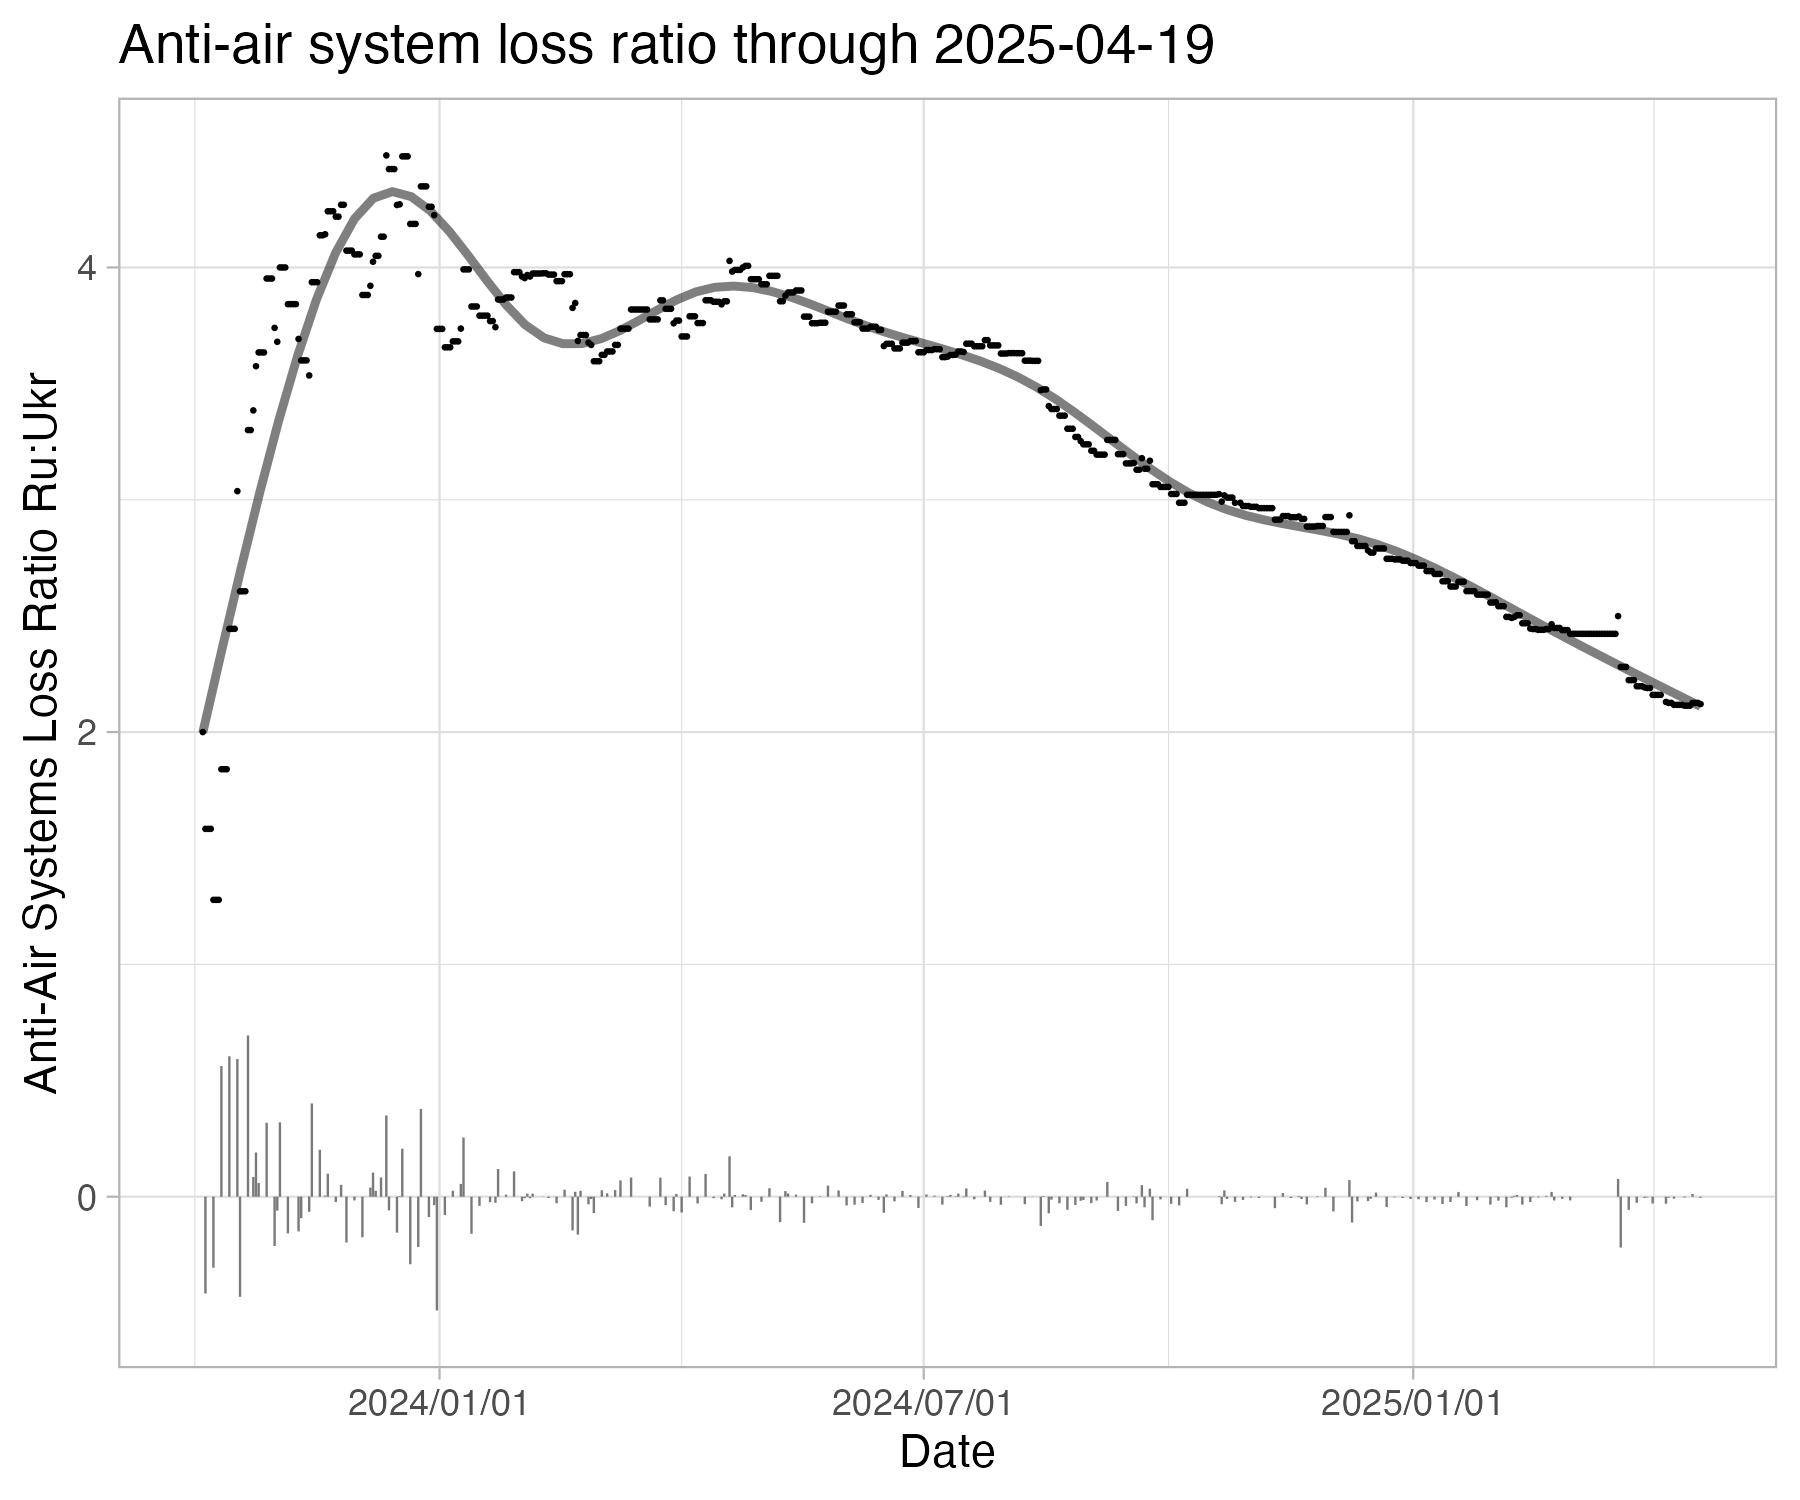 Anti-air system loss ratio through 2025-04-19
Anti-Air Systems Loss Ratio Ru:Ukr
4
2
0
2024/01/01
2024/07/01
2025/01/01
Date